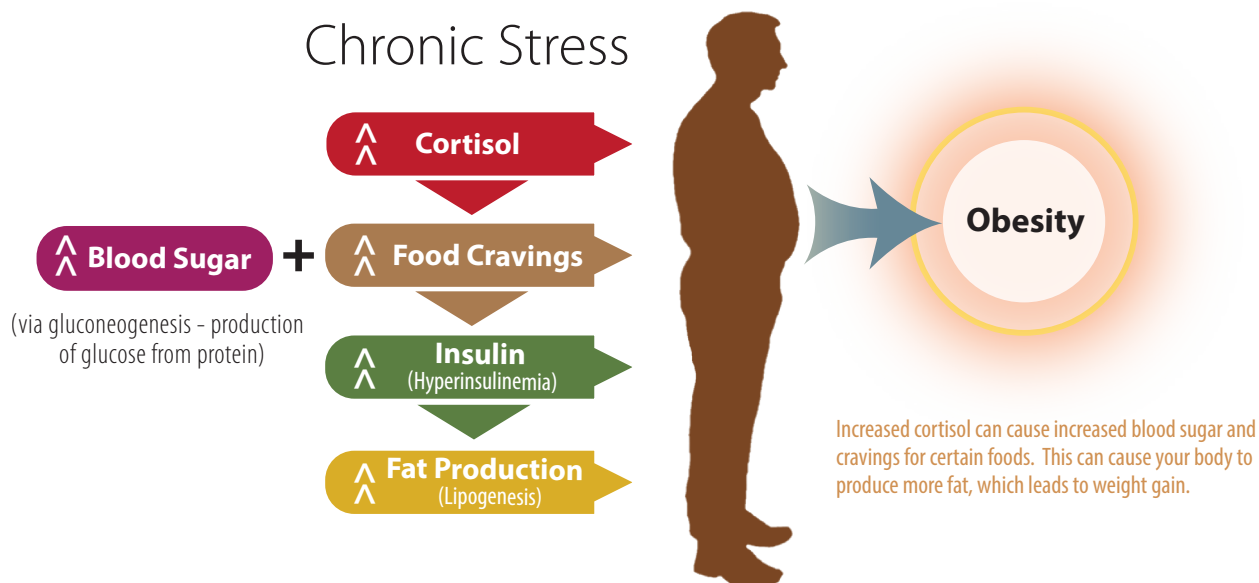 Chronic Stress
Cortisol
Blood Sugar
+
Food Cravings
(via gluconeogenesis - production
of glucose from protein)
Insulin
(Hyperinsulinemia)
Fat Production
(Lipogenesis)
Obesity
Increased cortisol can cause increased blood sugar and
cravings for certain foods. This can cause your body to
produce more fat, which leads to weight gain.